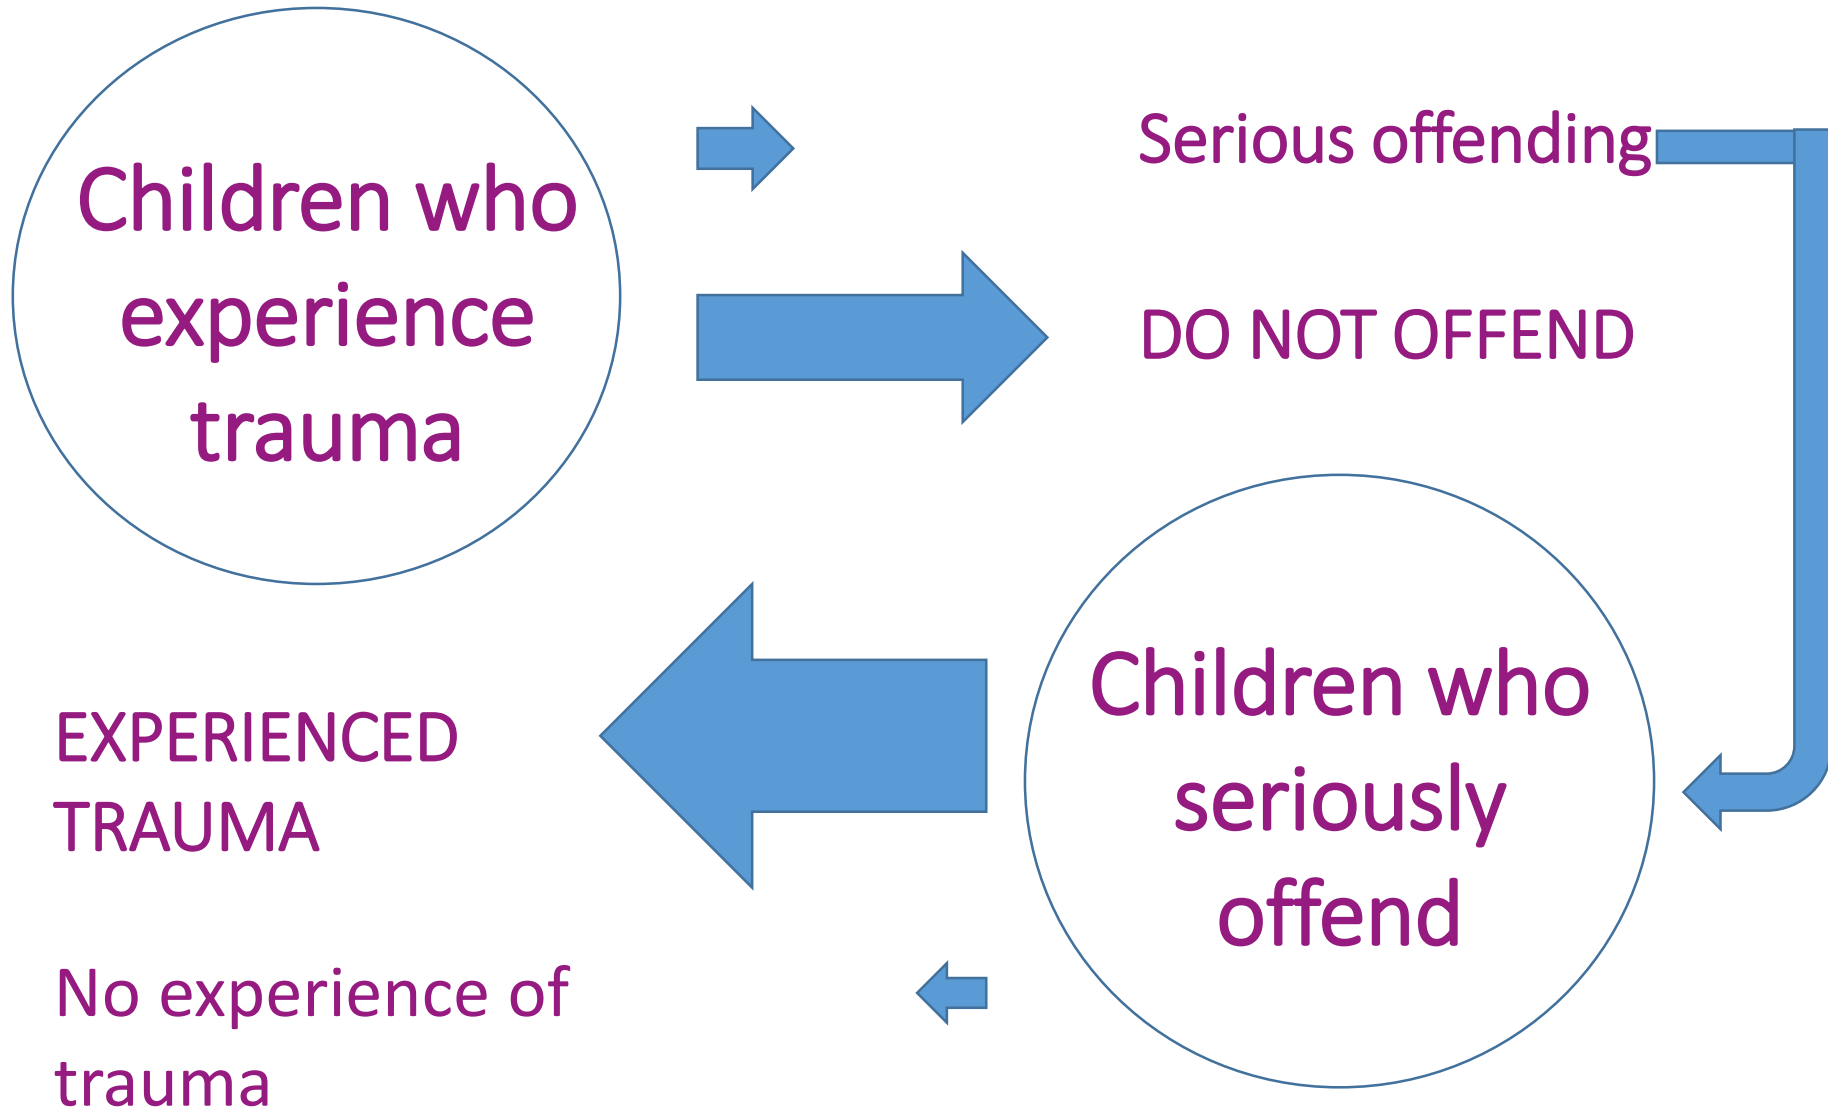 Children who
experience
trauma
Serious offending
DO NOT OFFEND
EXPERIENCED
TRAUMA
No experience of
trauma
Children who
seriously
offend